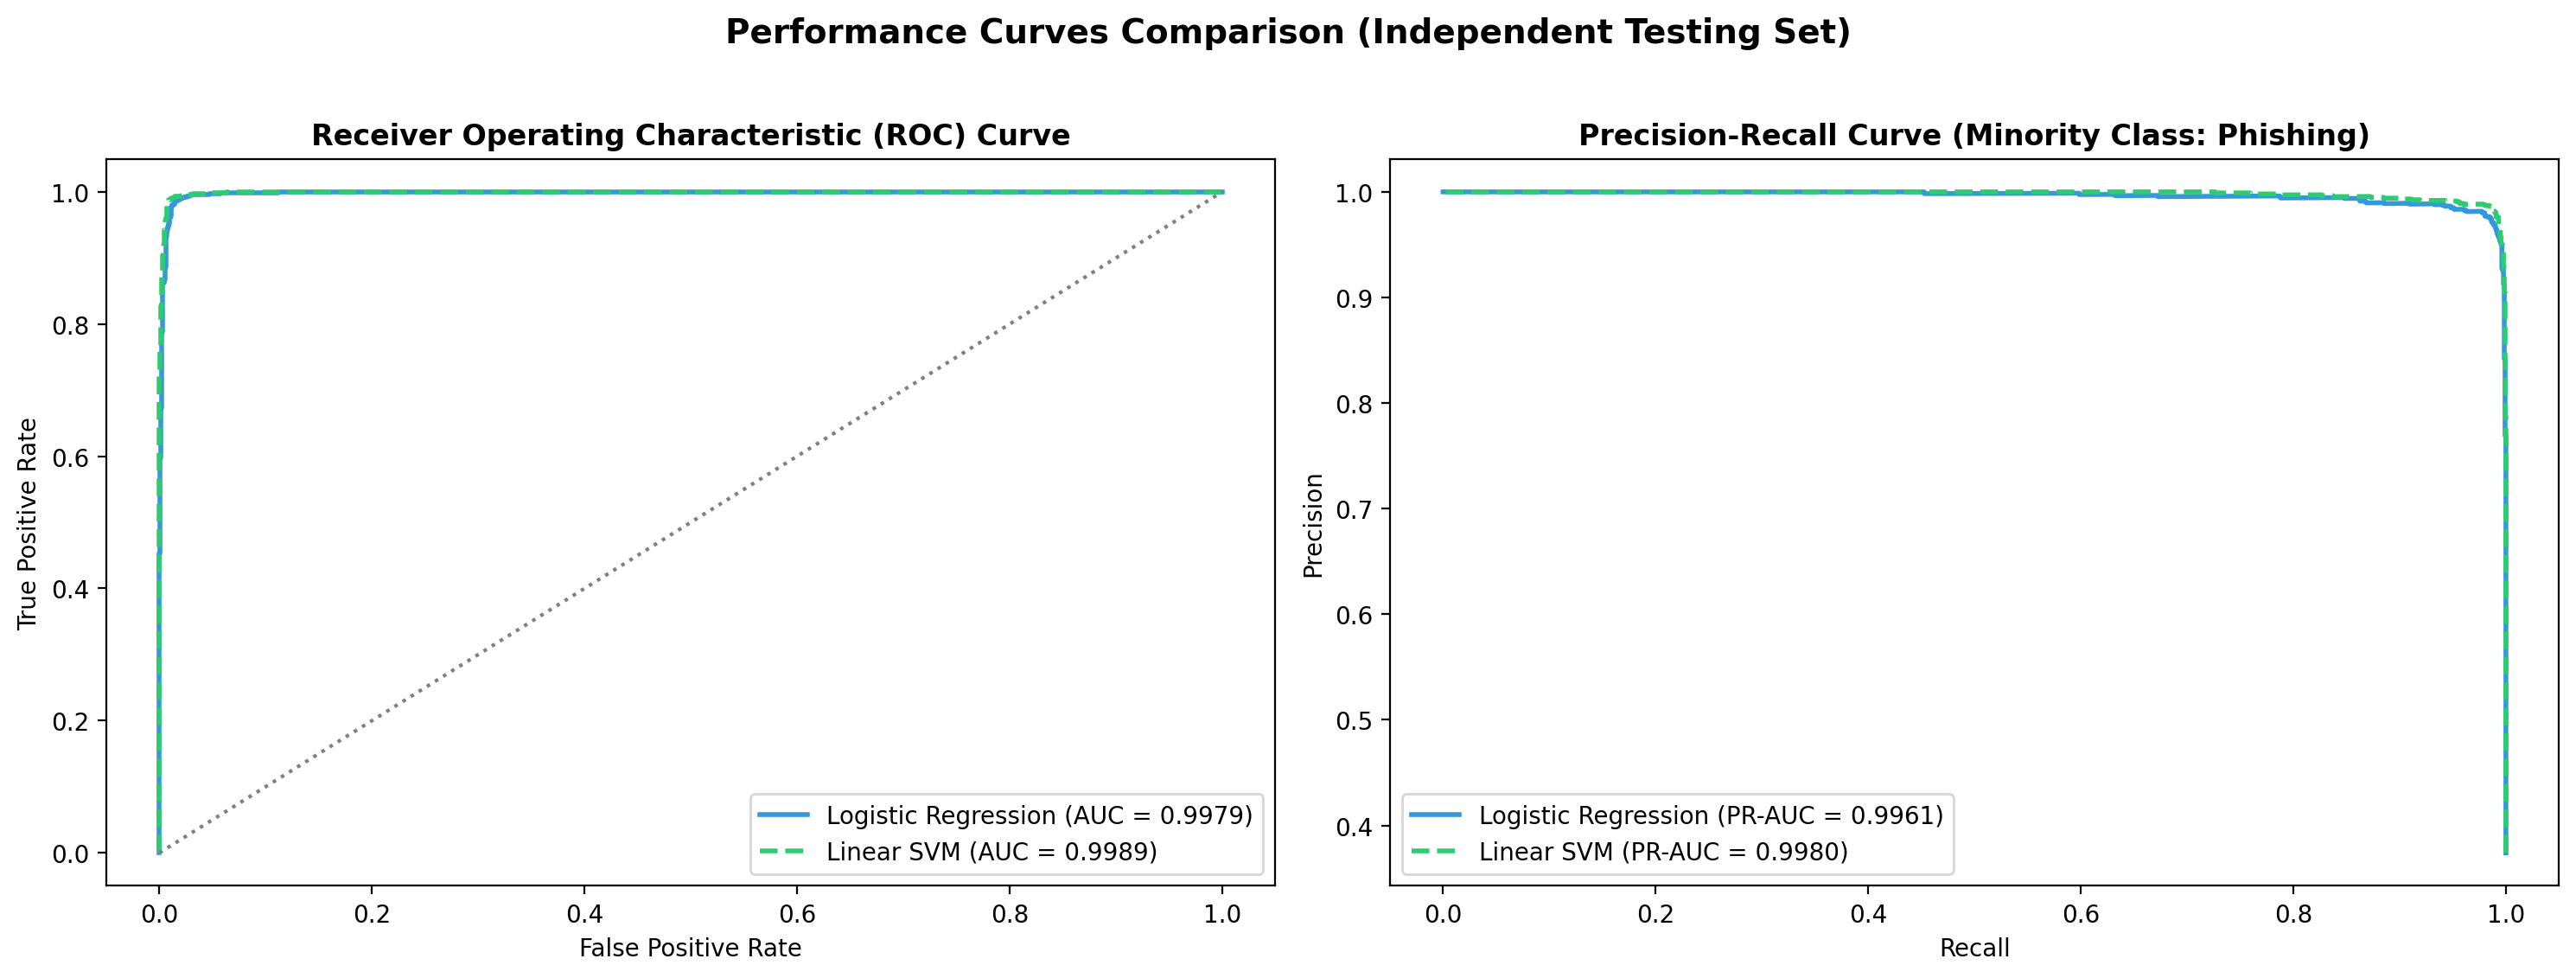 Performance Curves Comparison (Independent Testing Set)
Receiver Operating Characteristic (ROC) Curve
True Positive Rate
1.0
0.8
0.6
0.4
0.2
0.0
0.0 0.2 0.4 0.6 0.8 1.0
False Positive Rate
Logistic Regression (AUC = 0.9979)
Linear SVM (AUC = 0.9989)
Precision-Recall Curve (Minority Class: Phishing)
Precision
1.0
0.9
0.8
0.7
0.6
0.5
0.4
0.0 0.2 0.4 0.6 0.8 1.0
Recall
Logistic Regression (PR-AUC = 0.9961)
Linear SVM (PR-AUC = 0.9980)